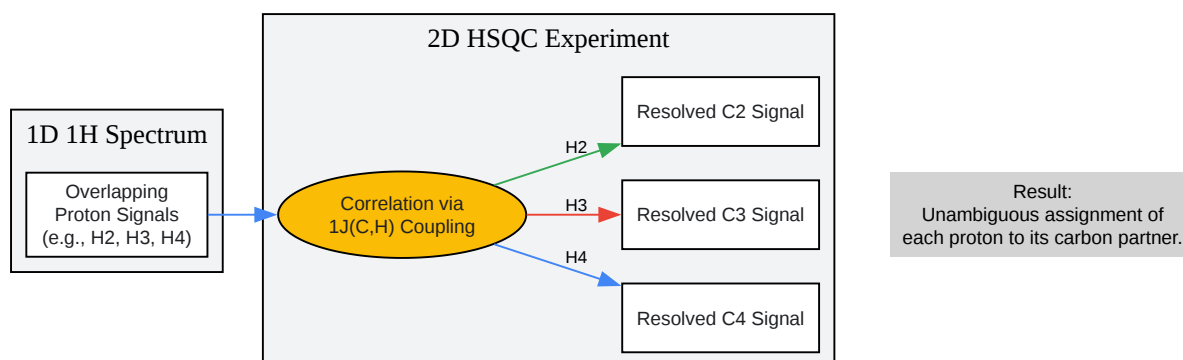 2D HSQC Experiment
1D 1H Spectrum
Overlapping
Proton Signals
(e.g., H2, H3, H4)
Correlation via
1J(C,H) Coupling
H2
H3
H4
Resolved C2 Signal
Resolved C3 Signal
Resolved C4 Signal
Result:
Unambiguous assignment of
each proton to its carbon partner.